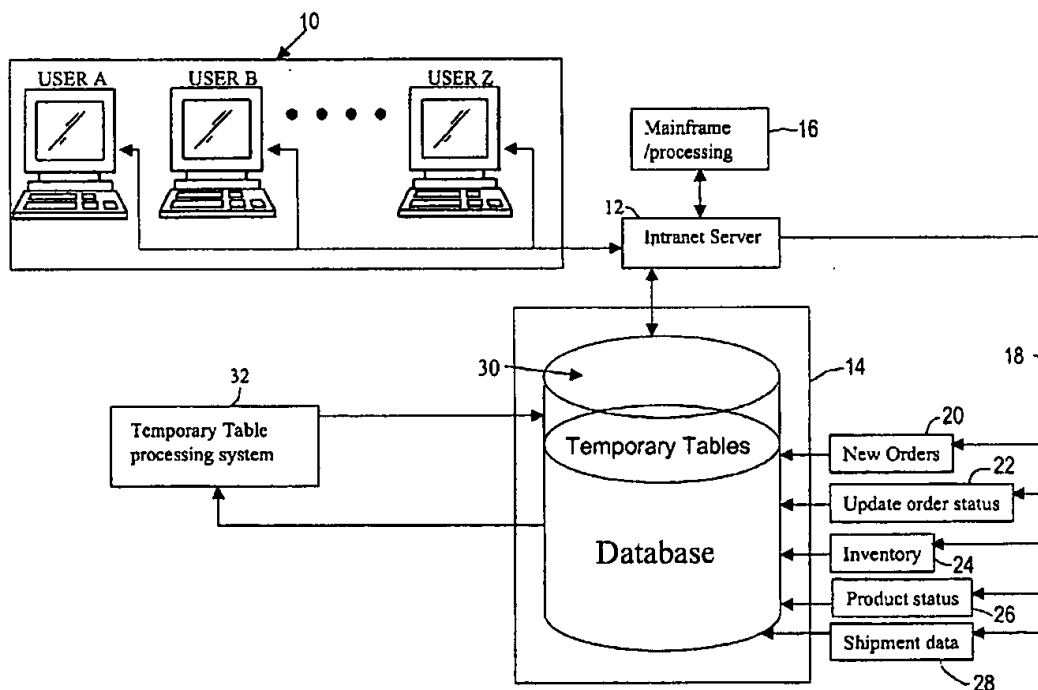 10
USER A
USER B
USER Z
Mainframe
/processing
16
12
Intranet Server
18
14
30
32
Temporary Table
processing system
Temporary Tables
Database
20
New Orders
22
Update order status
Inventory
24
Product status
26
Shipment data
28